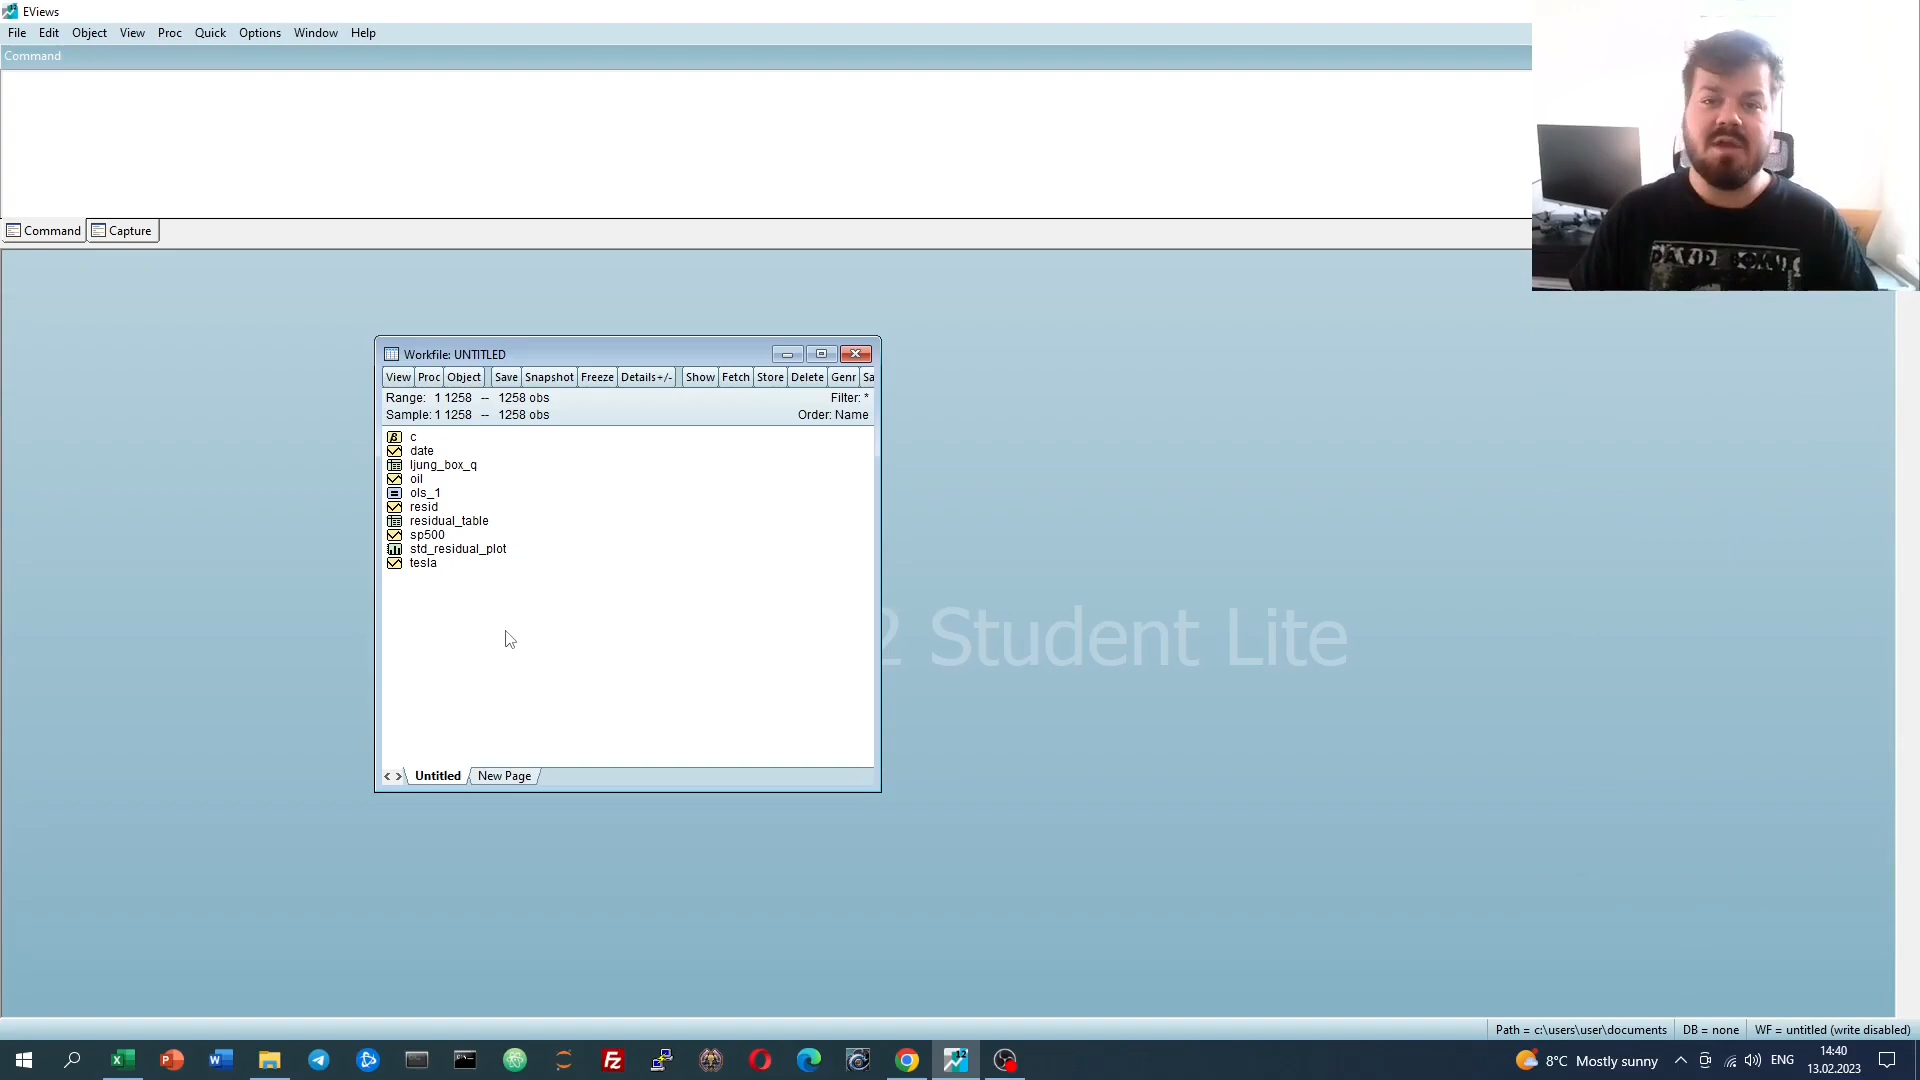 EViews
File Edit Object View Proc Quick Options Window Help
Command
Command Capture
DAVID BOWIE
Workfile: UNTITLED
View Proc Object Save Snapshot Freeze Details+/- Show Fetch Store Delete Genr Sa
Range: 1 1258 -- 1258 obs Filter: *
Sample: 1 1258 -- 1258 obs Order: Name
c
date
ljung_box_q
oil
ols_1
resid
residual_table
sp500
std_residual_plot
tesla
2 Student Lite
Untitled New Page
Path = c:\users\user\documents DB = none WF = untitled (write disabled)
8°C Mostly sunny ENG 14:40
13.02.2023